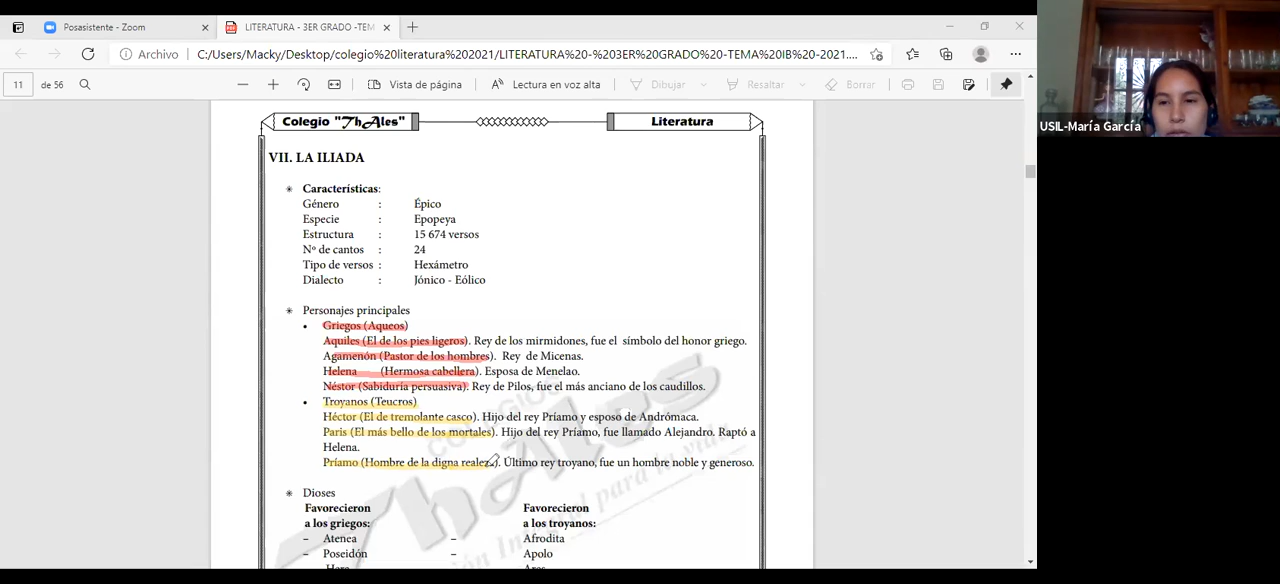 Posasistente - Zoom
LITERATURA - 3ER GRADO -TEM
Archivo
C:/Users/Macky/Desktop/colegio%20literatura%202021/LITERATURA%20-%203ER%20GRADO%20-%20TEMA%20IB%20-2021....
11 de 56
Vista de página
Lectura en voz alta
Dibujar
Resaltar
Borrar
USIL-María García
Colegio "ThAles"
Literatura
VII. LA ILIADA
Características:
Género : Épico
Especie : Epopeya
Estructura : 15 674 versos
Nº de cantos : 24
Tipo de versos : Hexámetro
Dialecto : Jónico - Eólico
Personajes principales
Griegos (Aqueos)
Aquiles (El de los pies ligeros). Rey de los mirmidones, fue el símbolo del honor griego.
Agamenón (Pastor de los hombres). Rey de Micenas.
Helena (Hermosa cabellera). Esposa de Menelao.
Néstor (Sabiduría persuasiva). Rey de Pilos, fue el más anciano de los caudillos.
Troyanos (Teucros)
Héctor (El de tremolante casco). Hijo del rey Príamo y esposo de Andrómaca.
Paris (El más bello de los mortales). Hijo del rey Príamo, fue llamado Alejandro. Raptó a
Helena.
Príamo (Hombre de la digna realeza). Último rey troyano, fue un hombre noble y generoso.
Dioses
Favorecieron Favorecieron
a los griegos: a los troyanos:
– Atenea – Afrodita
– Poseidón – Apolo